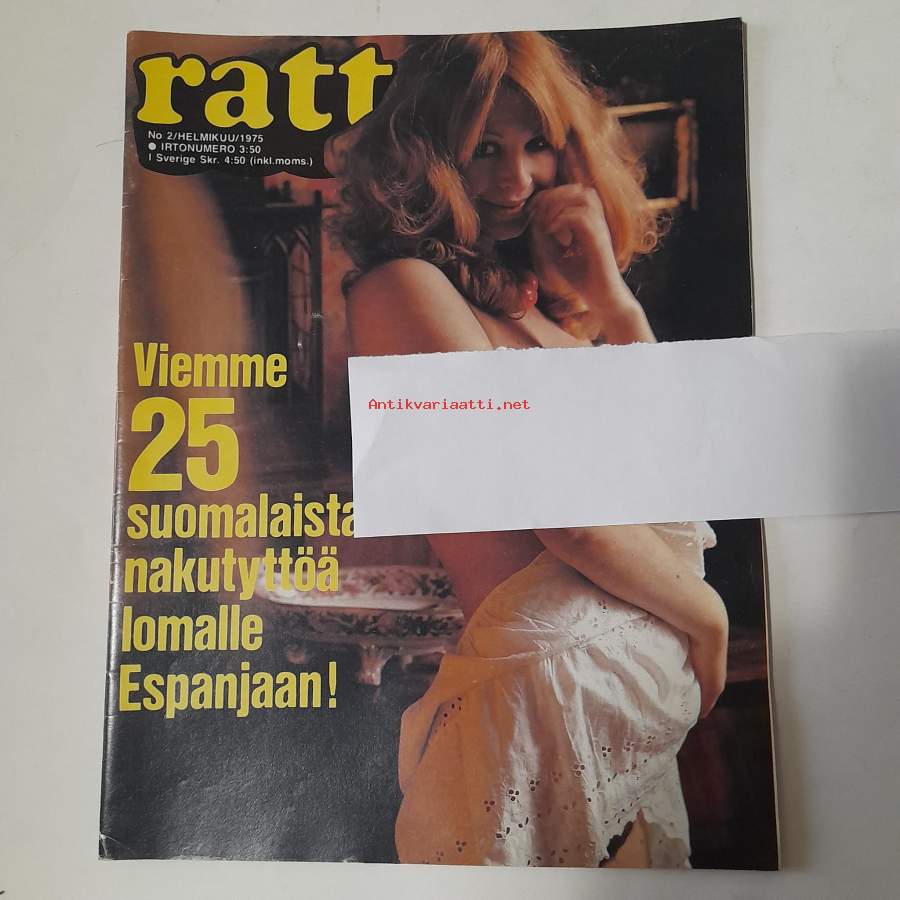 ratt
No 2/HELMIKUU/1975
● IRTONUMERO 3:50
I Sverige Skr. 4:50 (inkl.moms.)
Viemme
25
suomalaista
nakutyttöä
lomalle
Espanjaan!
Antikvariaatti.net